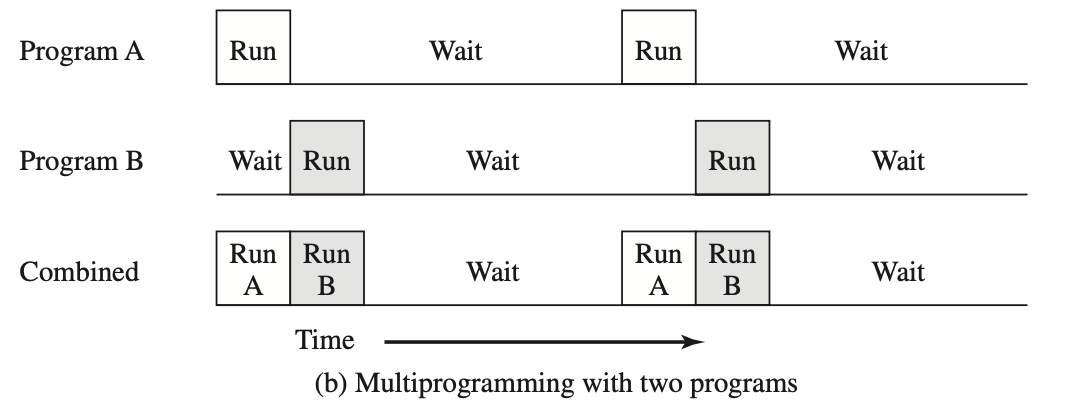 Program A Run Wait Run Wait
Program B Wait Run Wait Run Wait
Combined Run A Run B Wait Run A Run B Wait
Time
(b) Multiprogramming with two programs